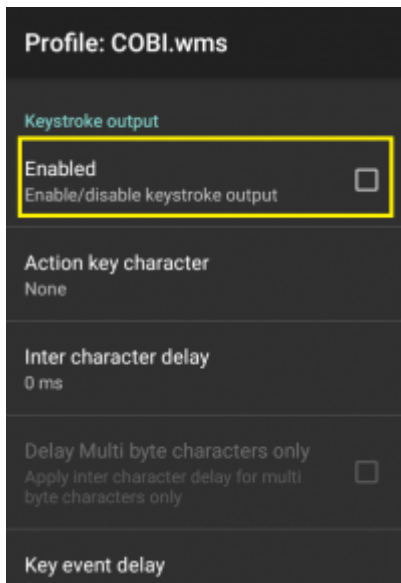 Profile: COBI.wms
Keystroke output
Enabled
Enable/disable keystroke output
Action key character
None
Inter character delay
0 ms
Delay Multi byte characters only
Apply inter character delay for multi
byte characters only
Key event delay